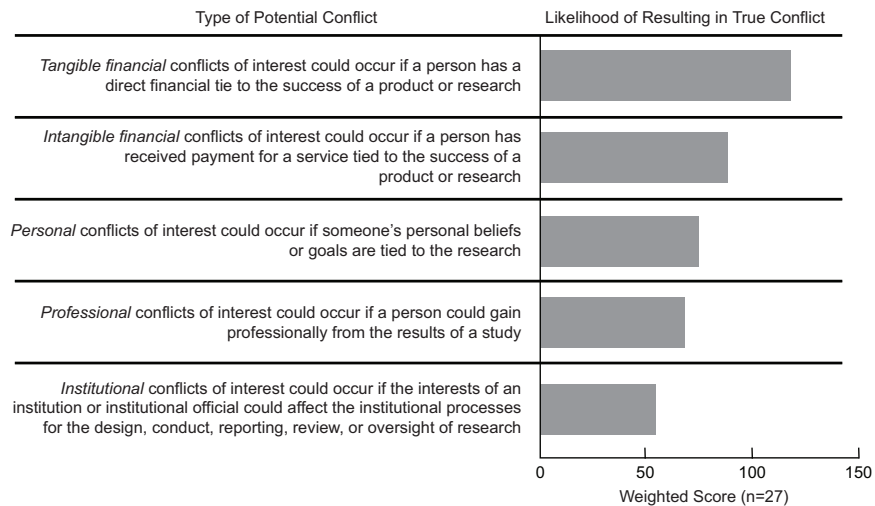 Type of Potential Conflict
Likelihood of Resulting in True Conflict
Tangible financial conflicts of interest could occur if a person has a
direct financial tie to the success of a product or research
Intangible financial conflicts of interest could occur if a person has
received payment for a service tied to the success of a
product or research
Personal conflicts of interest could occur if someone’s personal beliefs
or goals are tied to the research
Professional conflicts of interest could occur if a person could gain
professionally from the results of a study
Institutional conflicts of interest could occur if the interests of an
institution or institutional official could affect the institutional processes
for the design, conduct, reporting, review, or oversight of research
0 50 100 150
Weighted Score (n=27)